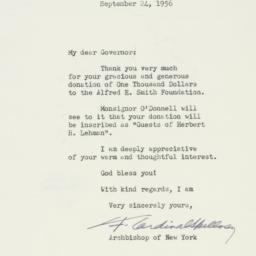 September 24, 1956
My dear Governor:
Thank you very much
for your gracious and generous
donation of One Thousand Dollars
to the Alfred E. Smith Foundation.
Monsignor O'Donnell will
see to it that your donation will
be inscribed as "Guests of Herbert
H. Lehman".
I am deeply appreciative
of your warm and thoughtful interest.
God bless you!
With kind regards, I am
Very sincerely yours,
F. Cardinal Spellman
Archbishop of New York